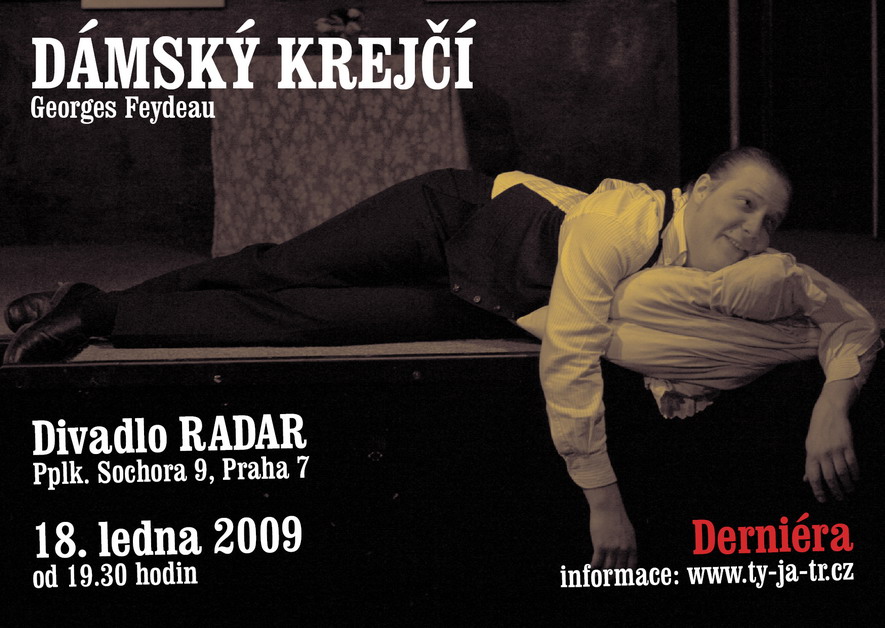 DÁMSKÝ KREJČÍ
Georges Feydeau
Divadlo RADAR
Pplk. Sochora 9, Praha 7
18. ledna 2009
od 19.30 hodin
Derniéra
informace: www.ty-ja-tr.cz